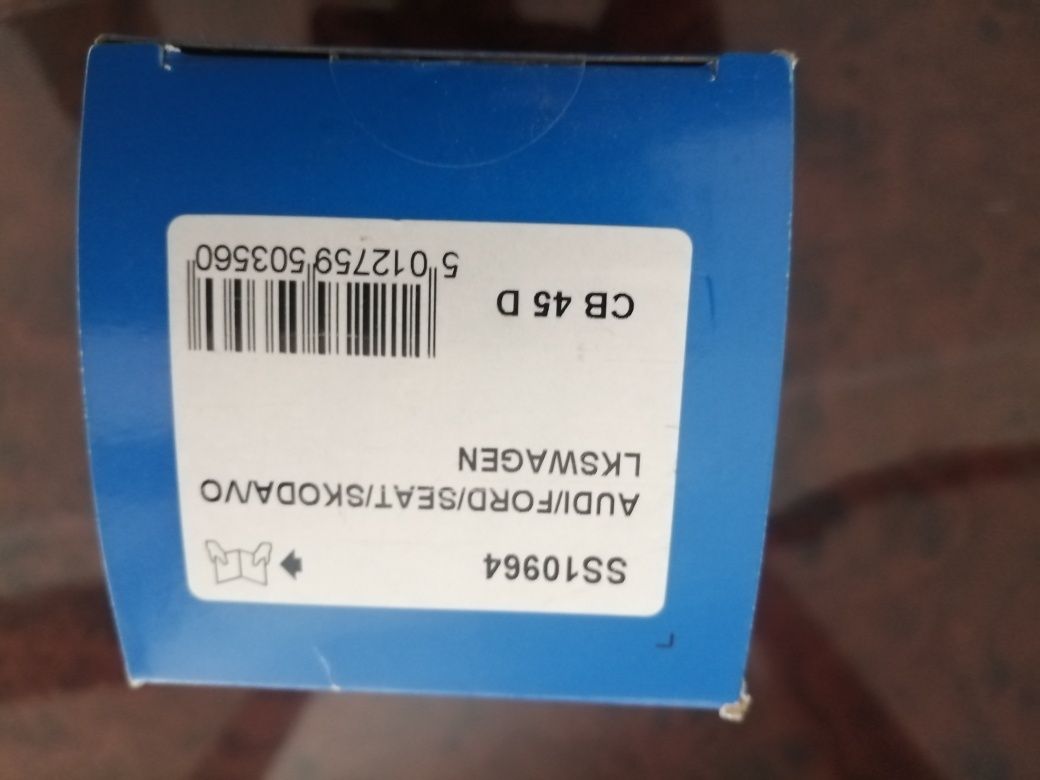 SS10964
AUDI/FORD/SEAT/SKODA/VO
LKSWAGEN
CB 45 D
5 012759 503560